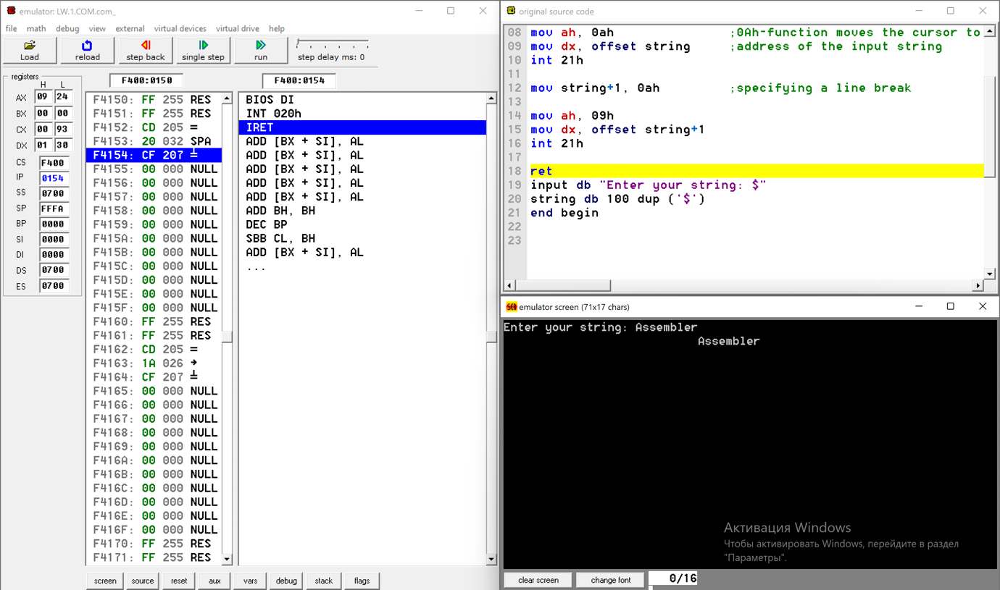 emulator: LW.1.COM.com_
file math debug view external virtual devices virtual drive help
Load reload step back single step run step delay ms: 0
registers
F400:0150 F400:0154
H L
AX 09 24
BX 00 00
CX 00 93
DX 01 30
CS F400
IP 0154
SS 0700
SP FFFA
BP 0000
SI 0000
DI 0000
DS 0700
ES 0700
F4150: FF 255 RES
F4151: FF 255 RES
F4152: CD 205 =
F4153: 20 032 SPA
F4154: CF 207 ╧
F4155: 00 000 NULL
F4156: 00 000 NULL
F4157: 00 000 NULL
F4158: 00 000 NULL
F4159: 00 000 NULL
F415A: 00 000 NULL
F415B: 00 000 NULL
F415C: 00 000 NULL
F415D: 00 000 NULL
F415E: 00 000 NULL
F415F: 00 000 NULL
F4160: FF 255 RES
F4161: FF 255 RES
F4162: CD 205 =
F4163: 1A 026 →
F4164: CF 207 ╧
F4165: 00 000 NULL
F4166: 00 000 NULL
F4167: 00 000 NULL
F4168: 00 000 NULL
F4169: 00 000 NULL
F416A: 00 000 NULL
F416B: 00 000 NULL
F416C: 00 000 NULL
F416D: 00 000 NULL
F416E: 00 000 NULL
F416F: 00 000 NULL
F4170: FF 255 RES
F4171: FF 255 RES
BIOS DI
INT 020h
IRET
ADD [BX + SI], AL
ADD [BX + SI], AL
ADD [BX + SI], AL
ADD [BX + SI], AL
ADD [BX + SI], AL
ADD BH, BH
DEC BP
SBB CL, BH
ADD [BX + SI], AL
...
screen source reset aux vars debug stack flags
original source code
08 mov ah, 0ah ;0Ah-function moves the cursor to
09 mov dx, offset string ;address of the input string
10 int 21h
11
12 mov string+1, 0ah ;specifying a line break
13
14 mov ah, 09h
15 mov dx, offset string+1
16 int 21h
17
18 ret
19 input db "Enter your string: $"
20 string db 100 dup ('$')
21 end begin
22
23
emulator screen (71x17 chars)
Enter your string: Assembler
Assembler
Активация Windows
Чтобы активировать Windows, перейдите в раздел
"Параметры".
clear screen change font 0/16